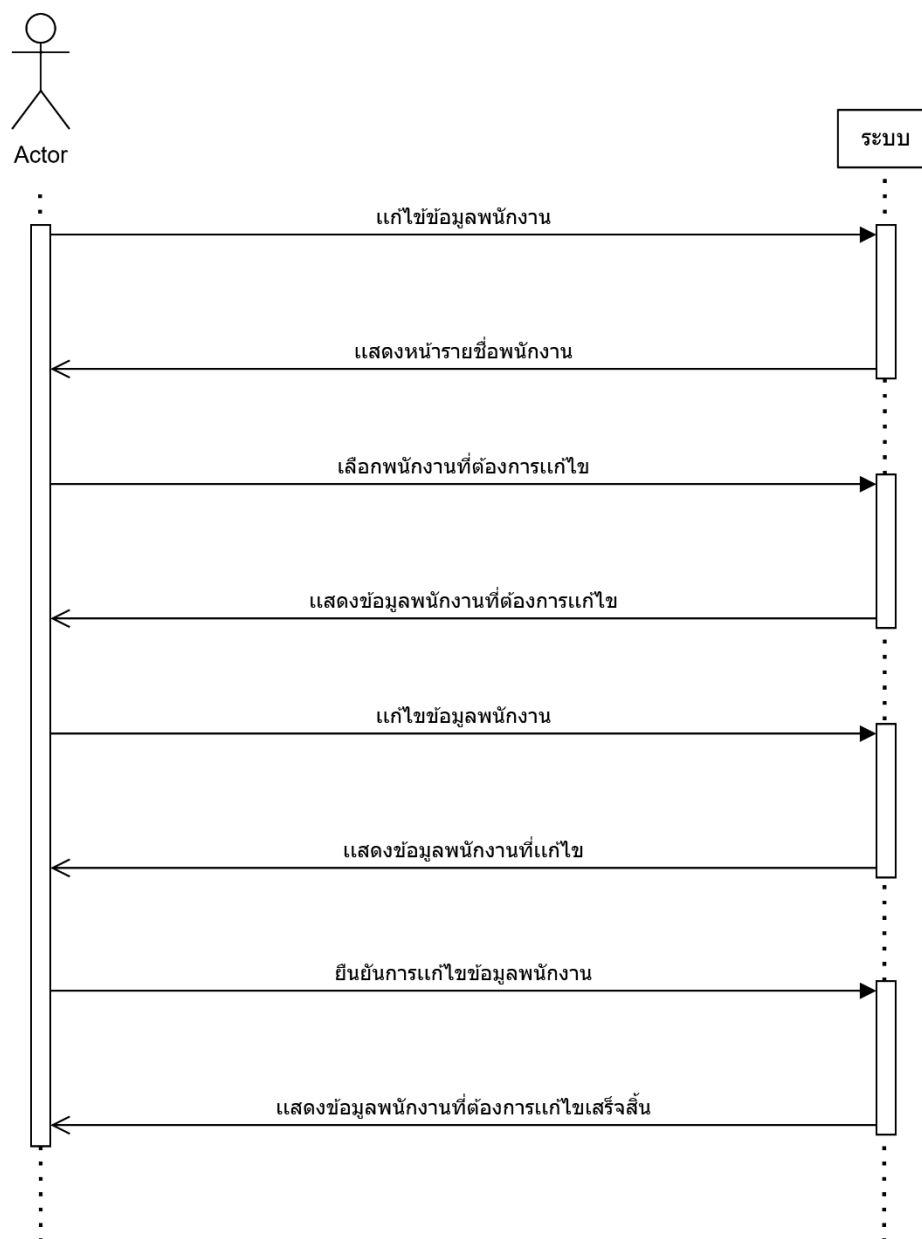 Actor
ระบบ
แก้ไข้ข้อมูลพนักงาน
แสดงหน้ารายชื่อพนักงาน
เลือกพนักงานที่ต้องการแก้ไข
แสดงข้อมูลพนักงานที่ต้องการแก้ไข
แก้ไขข้อมูลพนักงาน
แสดงข้อมูลพนักงานที่แก้ไข
ยืนยันการแก้ไขข้อมูลพนักงาน
แสดงข้อมูลพนักงานที่ต้องการแก้ไขเสร็จสิ้น